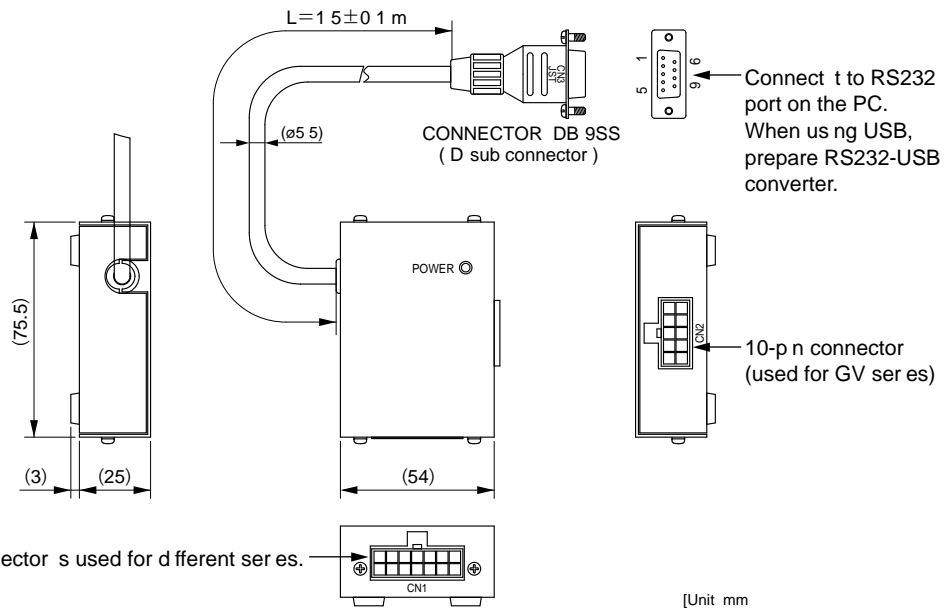 L=1 5±0 1 m
CN3
JST
1
6
5
9
Connect t to RS232
port on the PC.
When us ng USB,
prepare RS232-USB
converter.
(ø5 5)
CONNECTOR DB 9SS
( D sub connector )
POWER
(75.5)
CN2
10-p n connector
(used for GV ser es)
(3)
(25)
(54)
ector s used for d fferent ser es.
CN1
[Unit mm